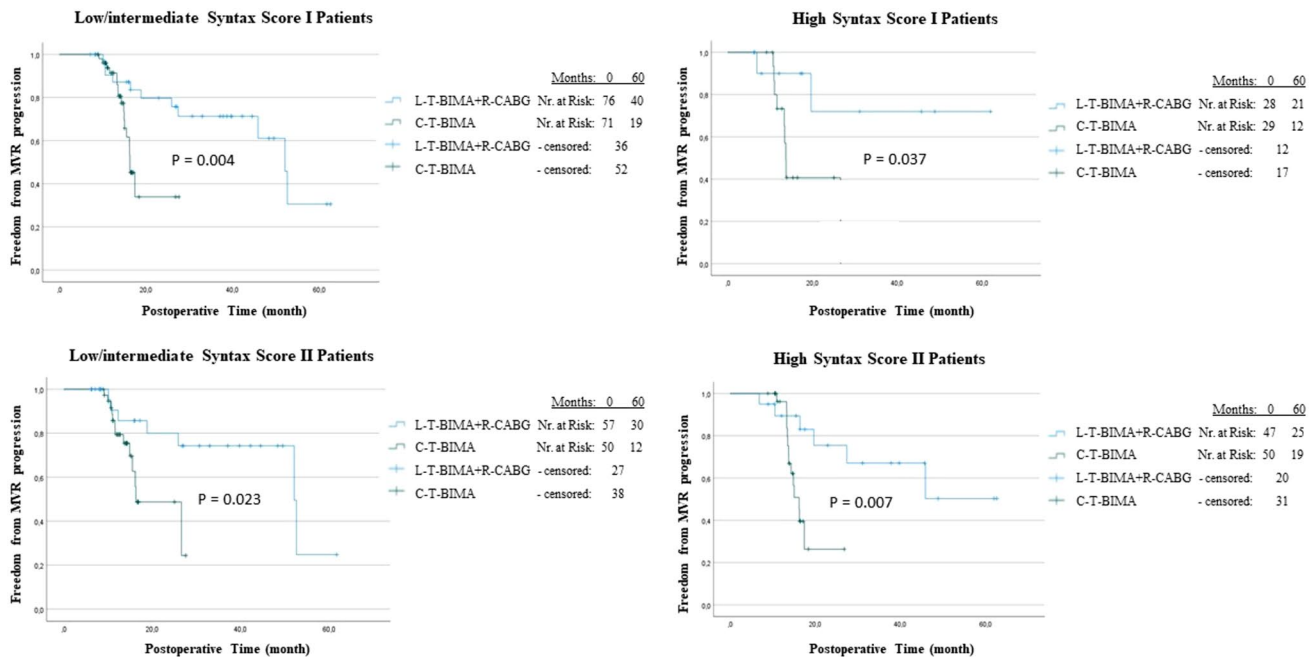 Low/intermediate Syntax Score I Patients
Freedom from MVR progression
1,0
0,8
0,6
0,4
0,2
0,0
P = 0.004
,0 20,0 40,0 60,0
Postoperative Time (month)
Months: 0 60
L-T-BIMA+R-CABG Nr. at Risk: 76 40
C-T-BIMA Nr. at Risk: 71 19
L-T-BIMA+R-CABG - censored: 36
C-T-BIMA - censored: 52
High Syntax Score I Patients
Freedom from MVR progression
1,0
0,8
0,6
0,4
0,2
0,0
P = 0.037
,0 20,0 40,0 60,0
Postoperative Time (month)
Months: 0 60
L-T-BIMA+R-CABG Nr. at Risk: 28 21
C-T-BIMA Nr. at Risk: 29 12
L-T-BIMA+R-CABG - censored: 12
C-T-BIMA - censored: 17
Low/intermediate Syntax Score II Patients
Freedom from MVR progression
1,0
0,8
0,6
0,4
0,2
0,0
P = 0.023
,0 20,0 40,0 60,0
Postoperative Time (month)
Months: 0 60
L-T-BIMA+R-CABG Nr. at Risk: 57 30
C-T-BIMA Nr. at Risk: 50 12
L-T-BIMA+R-CABG - censored: 27
C-T-BIMA - censored: 38
High Syntax Score II Patients
Freedom from MVR progression
1,0
0,8
0,6
0,4
0,2
0,0
P = 0.007
,0 20,0 40,0 60,0
Postoperative Time (month)
Months: 0 60
L-T-BIMA+R-CABG Nr. at Risk: 47 25
C-T-BIMA Nr. at Risk: 50 19
L-T-BIMA+R-CABG - censored: 20
C-T-BIMA - censored: 31